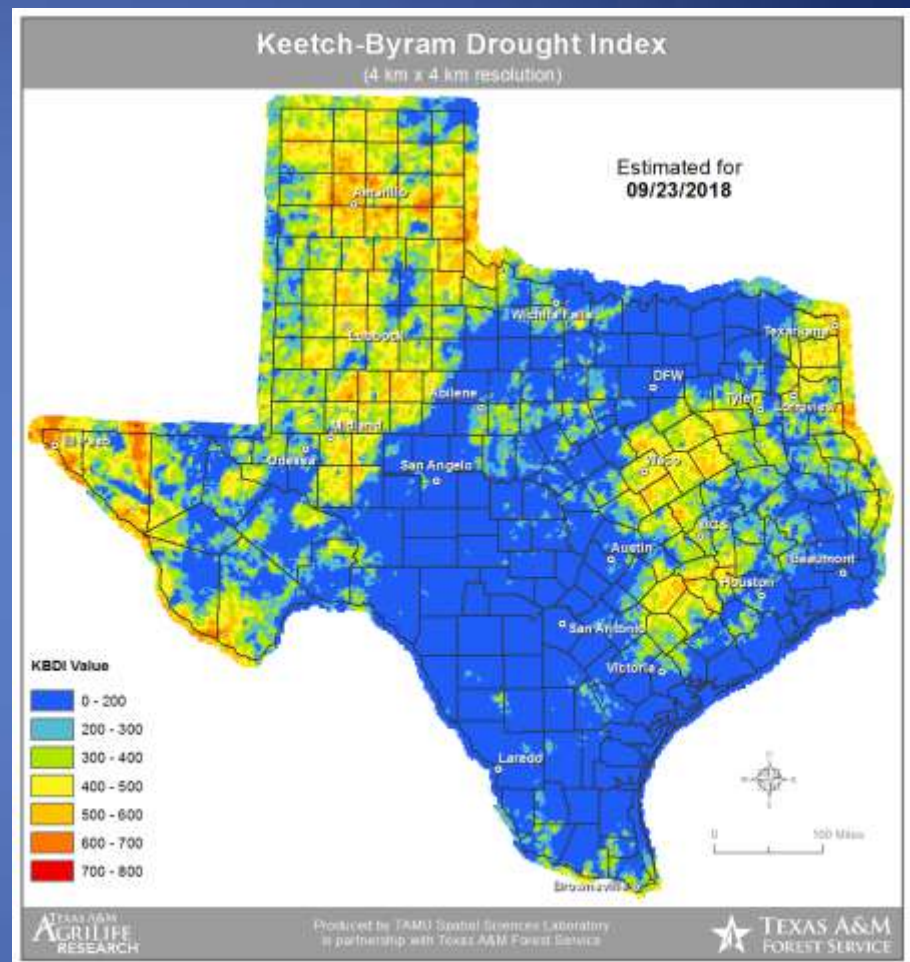 Keetch-Byram Drought Index
(4 km x 4 km resolution)
Estimated for
09/23/2018
Amarillo
Wichita Falls
Lubbock
Texarkana
DFW
Abilene
Tyler
Longview
Midland
El Paso
Odessa
San Angelo
Waco
BCS
Austin
Beaumont
Houston
San Antonio
Victoria
KBDI Value
0 - 200
200 - 300
300 - 400
400 - 500
500 - 600
600 - 700
700 - 800
Laredo
0 100 Miles
Brownsville
TEXAS A&M
AGRILIFE
RESEARCH
Produced by TAMU Spatial Sciences Laboratory
in partnership with Texas A&M Forest Service
TEXAS A&M
FOREST SERVICE